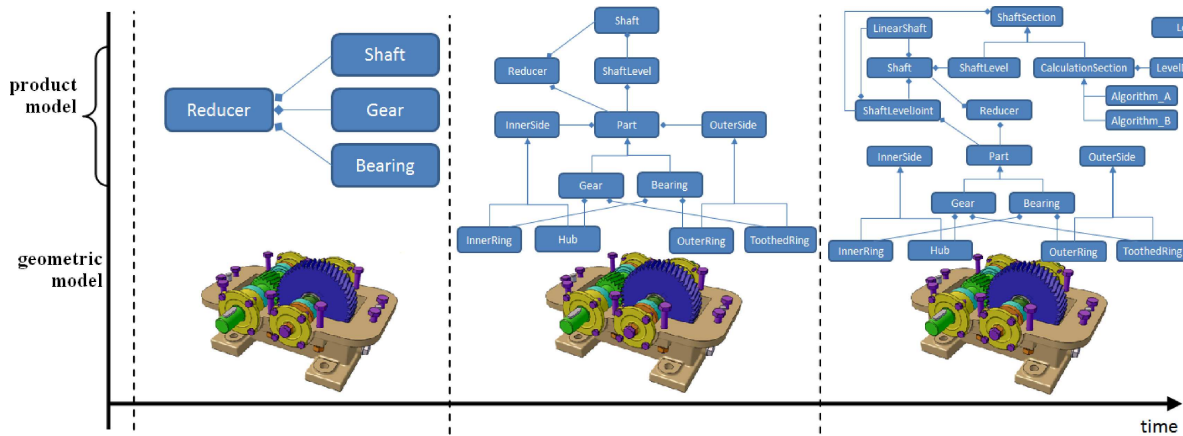 product
model
geometric
model
Reducer
Shaft
Gear
Bearing
Shaft
Reducer
ShaftLevel
InnerSide
Part
OuterSide
Gear
Bearing
InnerRing
Hub
OuterRing
ToothedRing
ShaftSection
LinearShaft
Shaft
ShaftLevel
CalculationSection
ShaftLevelJoint
Reducer
Algorithm_A
Algorithm_B
InnerSide
Part
OuterSide
Gear
Bearing
InnerRing
Hub
OuterRing
ToothedRing
time